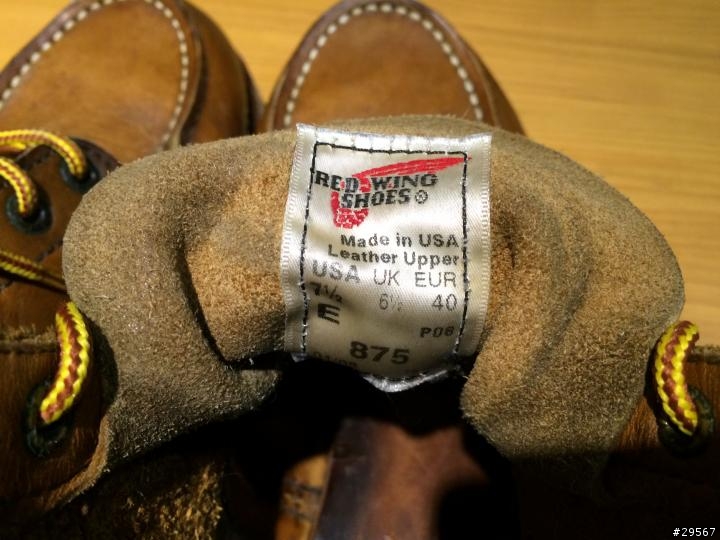 RED WING
SHOES ®
Made in USA
Leather Upper
USA UK EUR
7½ 6½ 40
E
P06
875
#29567